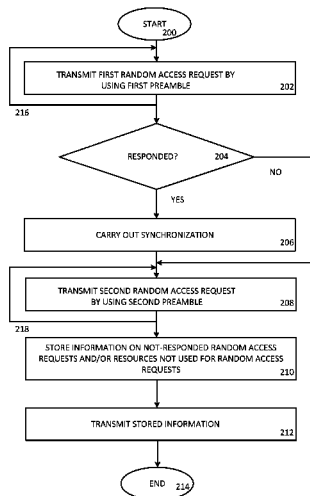 START
200
TRANSMIT FIRST RANDOM ACCESS REQUEST BY
USING FIRST PREAMBLE
202
216
RESPONDED?
204
NO
YES
CARRY OUT SYNCHRONIZATION
206
TRANSMIT SECOND RANDOM ACCESS REQUEST
BY USING SECOND PREAMBLE
208
218
STORE INFORMATION ON NOT-RESPONDED RANDOM ACCESS
REQUESTS AND/OR RESOURCES NOT USED FOR RANDOM ACCESS
REQUESTS
210
TRANSMIT STORED INFORMATION
212
END
214